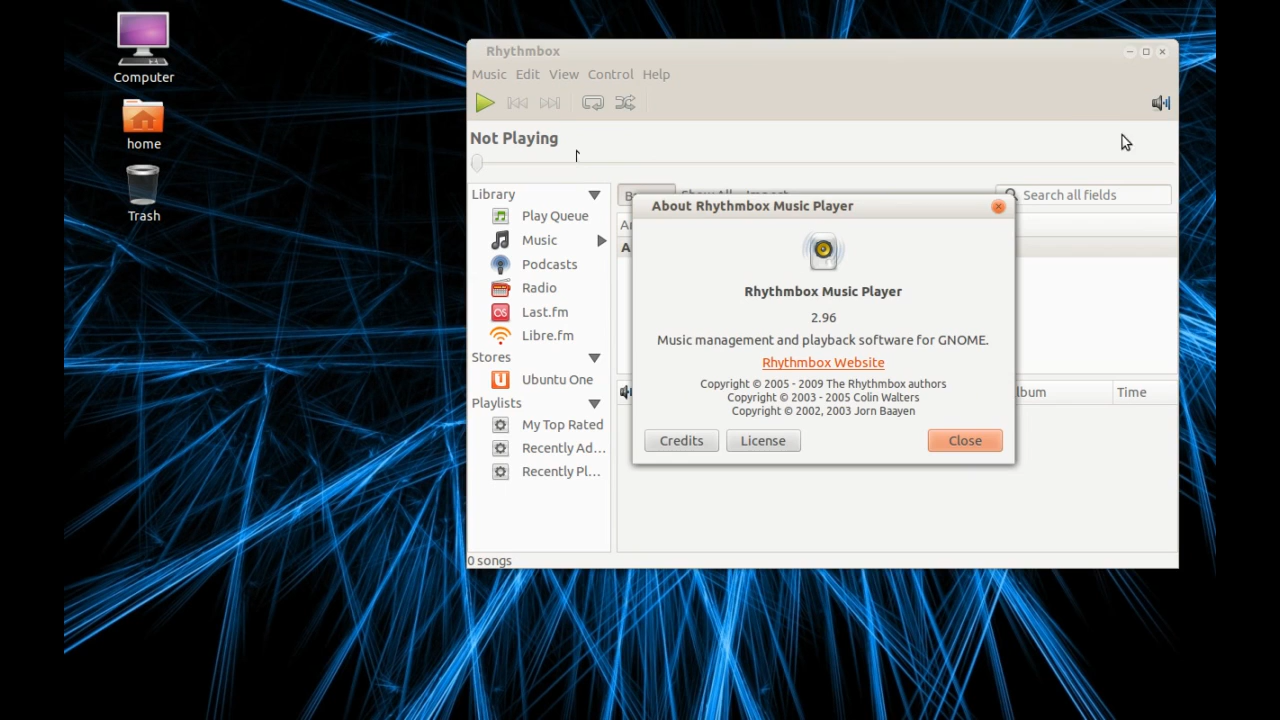 Computer
home
Trash
Rhythmbox
Music Edit View Control Help
Not Playing
Library
Play Queue
Music
Podcasts
Radio
Last.fm
Libre.fm
Stores
Ubuntu One
Playlists
My Top Rated
Recently Ad...
Recently Pl...
Search all fields
Time
0 songs
About Rhythmbox Music Player
Rhythmbox Music Player
2.96
Music management and playback software for GNOME.
Rhythmbox Website
Copyright © 2005 - 2009 The Rhythmbox authors
Copyright © 2003 - 2005 Colin Walters
Copyright © 2002, 2003 Jorn Baayen
Credits License Close